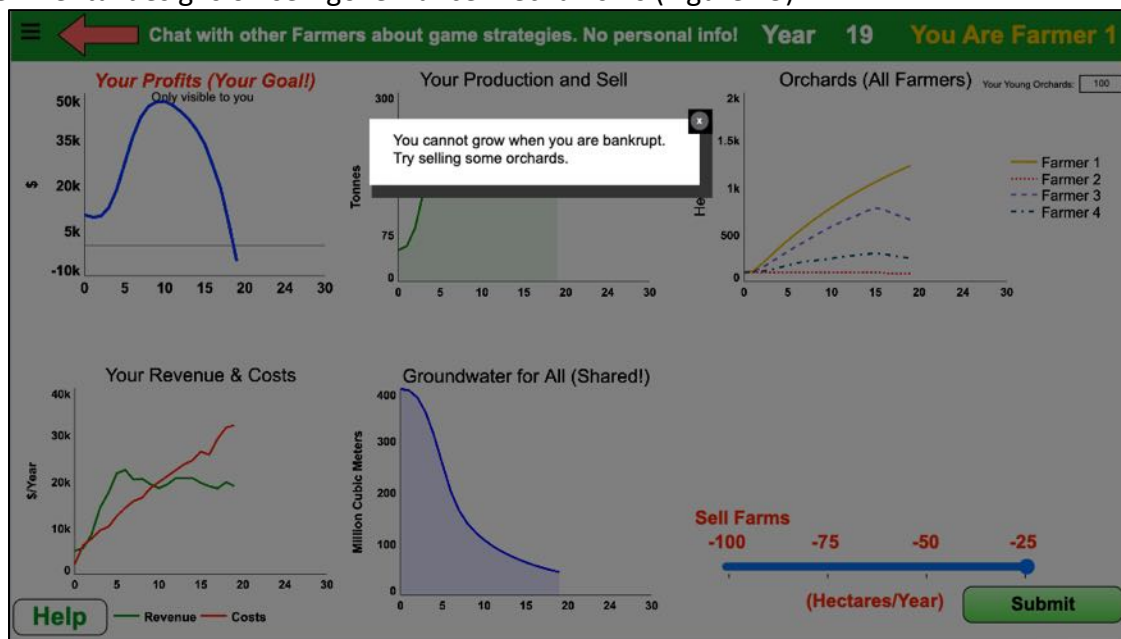 Chat with other Farmers about game strategies. No personal info!
Year 19
You Are Farmer 1
Your Profits (Your Goal!)
Only visible to you
50k
35k
20k
5k
-10k
$
0 5 10 15 20 24 30
Your Production and Sell
300
75
0
Tonnes
0 5 10 15 20 24 30
You cannot grow when you are bankrupt.
Try selling some orchards.
x
Orchards (All Farmers)
Your Young Orchards: 100
2k
1.5k
1k
500
0
0 5 10 15 20 24 30
Farmer 1
Farmer 2
Farmer 3
Farmer 4
Your Revenue & Costs
40k
30k
20k
10k
0
$/Year
0 5 10 15 20 24 30
Revenue
Costs
Help
Groundwater for All (Shared!)
400
300
200
100
0
Million Cubic Meters
0 5 10 15 20 24 30
Sell Farms
-100 -75 -50 -25
(Hectares/Year)
Submit